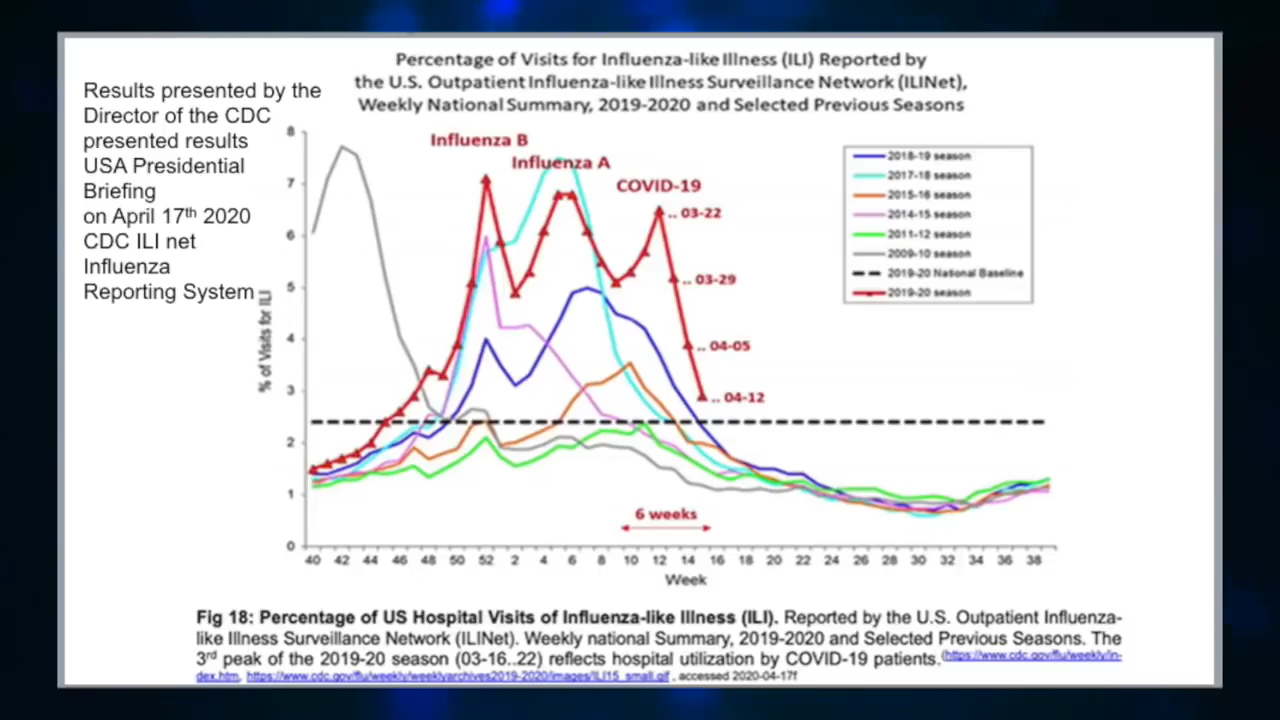 Percentage of Visits for Influenza-like Illness (ILI) Reported by
the U.S. Outpatient Influenza-like Illness Surveillance Network (ILINet),
Weekly National Summary, 2019-2020 and Selected Previous Seasons
Results presented by the
Director of the CDC
presented results
USA Presidential
Briefing
on April 17th 2020
CDC ILI net
Influenza
Reporting System
% of Visits for ILI
8
7
6
5
4
3
2
1
0
Influenza B
Influenza A
COVID-19
.. 03-22
.. 03-29
.. 04-05
.. 04-12
2018-19 season
2017-18 season
2015-16 season
2014-15 season
2011-12 season
2009-10 season
2019-20 National Baseline
2019-20 season
6 weeks
40 42 44 46 48 50 52 2 4 6 8 10 12 14 16 18 20 22 24 26 28 30 32 34 36 38
Week
Fig 18: Percentage of US Hospital Visits of Influenza-like Illness (ILI). Reported by the U.S. Outpatient Influenza-
like Illness Surveillance Network (ILINet). Weekly national Summary, 2019-2020 and Selected Previous Seasons. The
3rd peak of the 2019-20 season (03-16..22) reflects hospital utilization by COVID-19 patients.(https://www.cdc.gov/flu/weekly/in-
dex.htm, https://www.cdc.gov/flu/weekly/weeklyarchives2019-2020/images/ILI15_small.gif , accessed 2020-04-17f